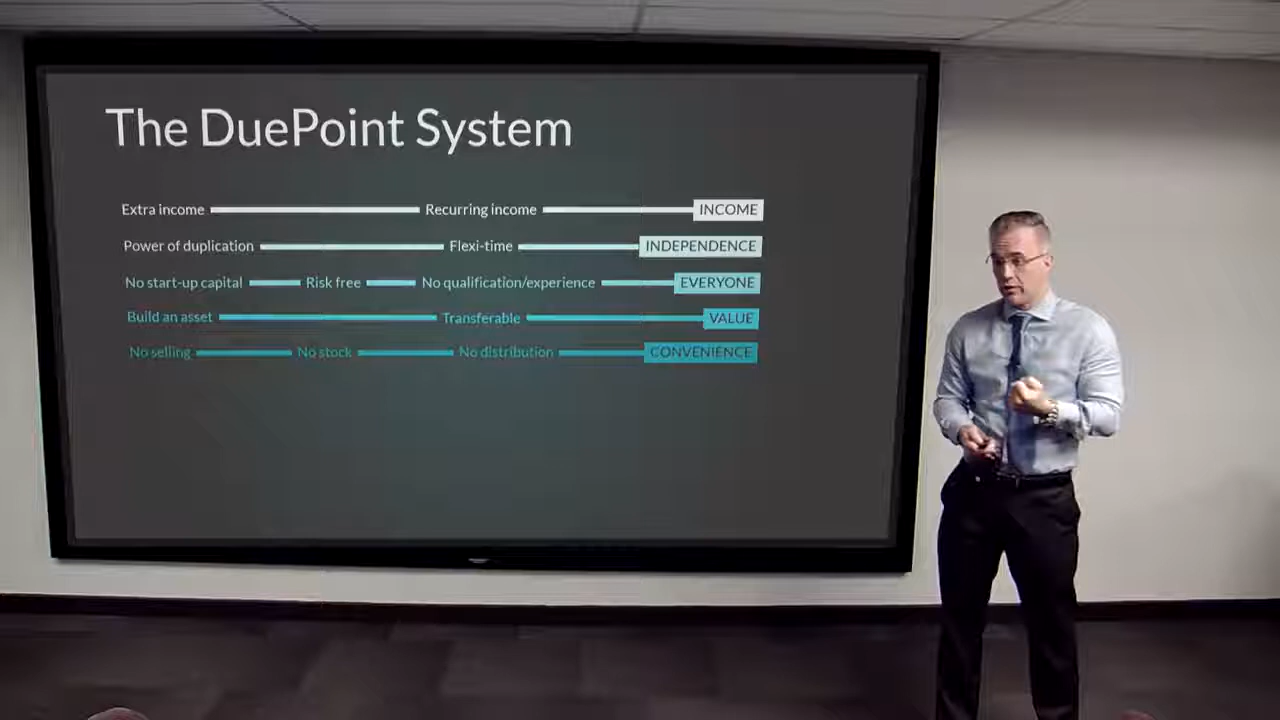 The DuePoint System
Extra income Recurring income INCOME
Power of duplication Flexi-time INDEPENDENCE
No start-up capital Risk free No qualification/experience EVERYONE
Build an asset Transferable VALUE
No selling No stock No distribution CONVENIENCE